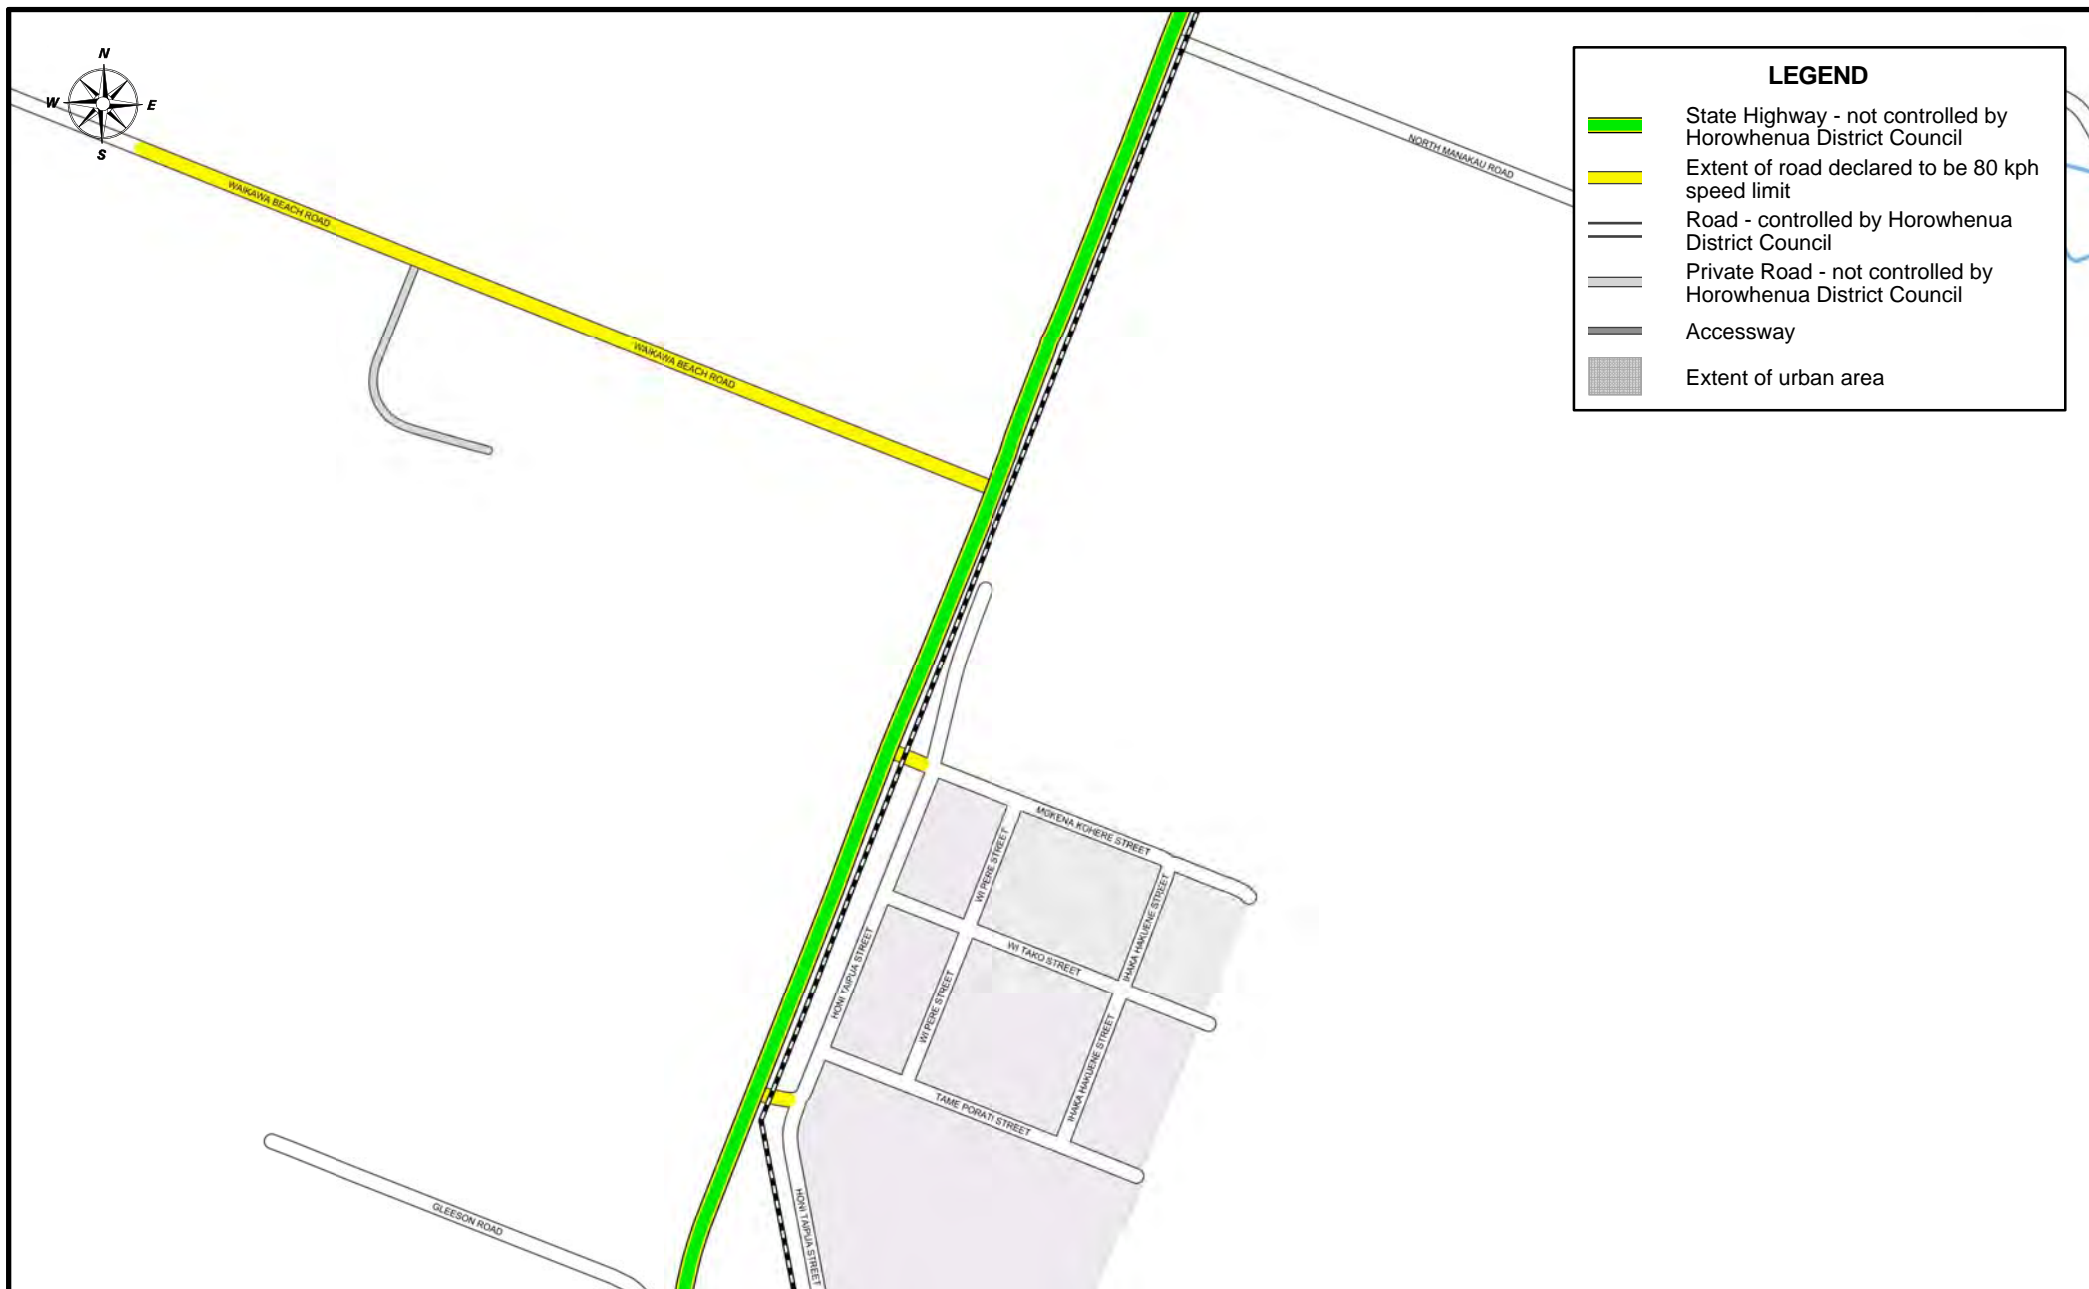 N
W E
S
LEGEND
State Highway - not controlled by
Horowhenua District Council
Extent of road declared to be 80 kph
speed limit
Road - controlled by Horowhenua
District Council
Private Road - not controlled by
Horowhenua District Council
Accessway
Extent of urban area
NORTH MANAKAU ROAD
WAIKAWA BEACH ROAD
WAIKAWA BEACH ROAD
MOKENA KOHERE STREET
WI PERE STREET
IHAKA HAKUENE STREET
WI TAKO STREET
HONI TAIPUA STREET
WI PERE STREET
IHAKA HAKUENE STREET
TAME PORATI STREET
HONI TAIPUA STREET
GLEESON ROAD